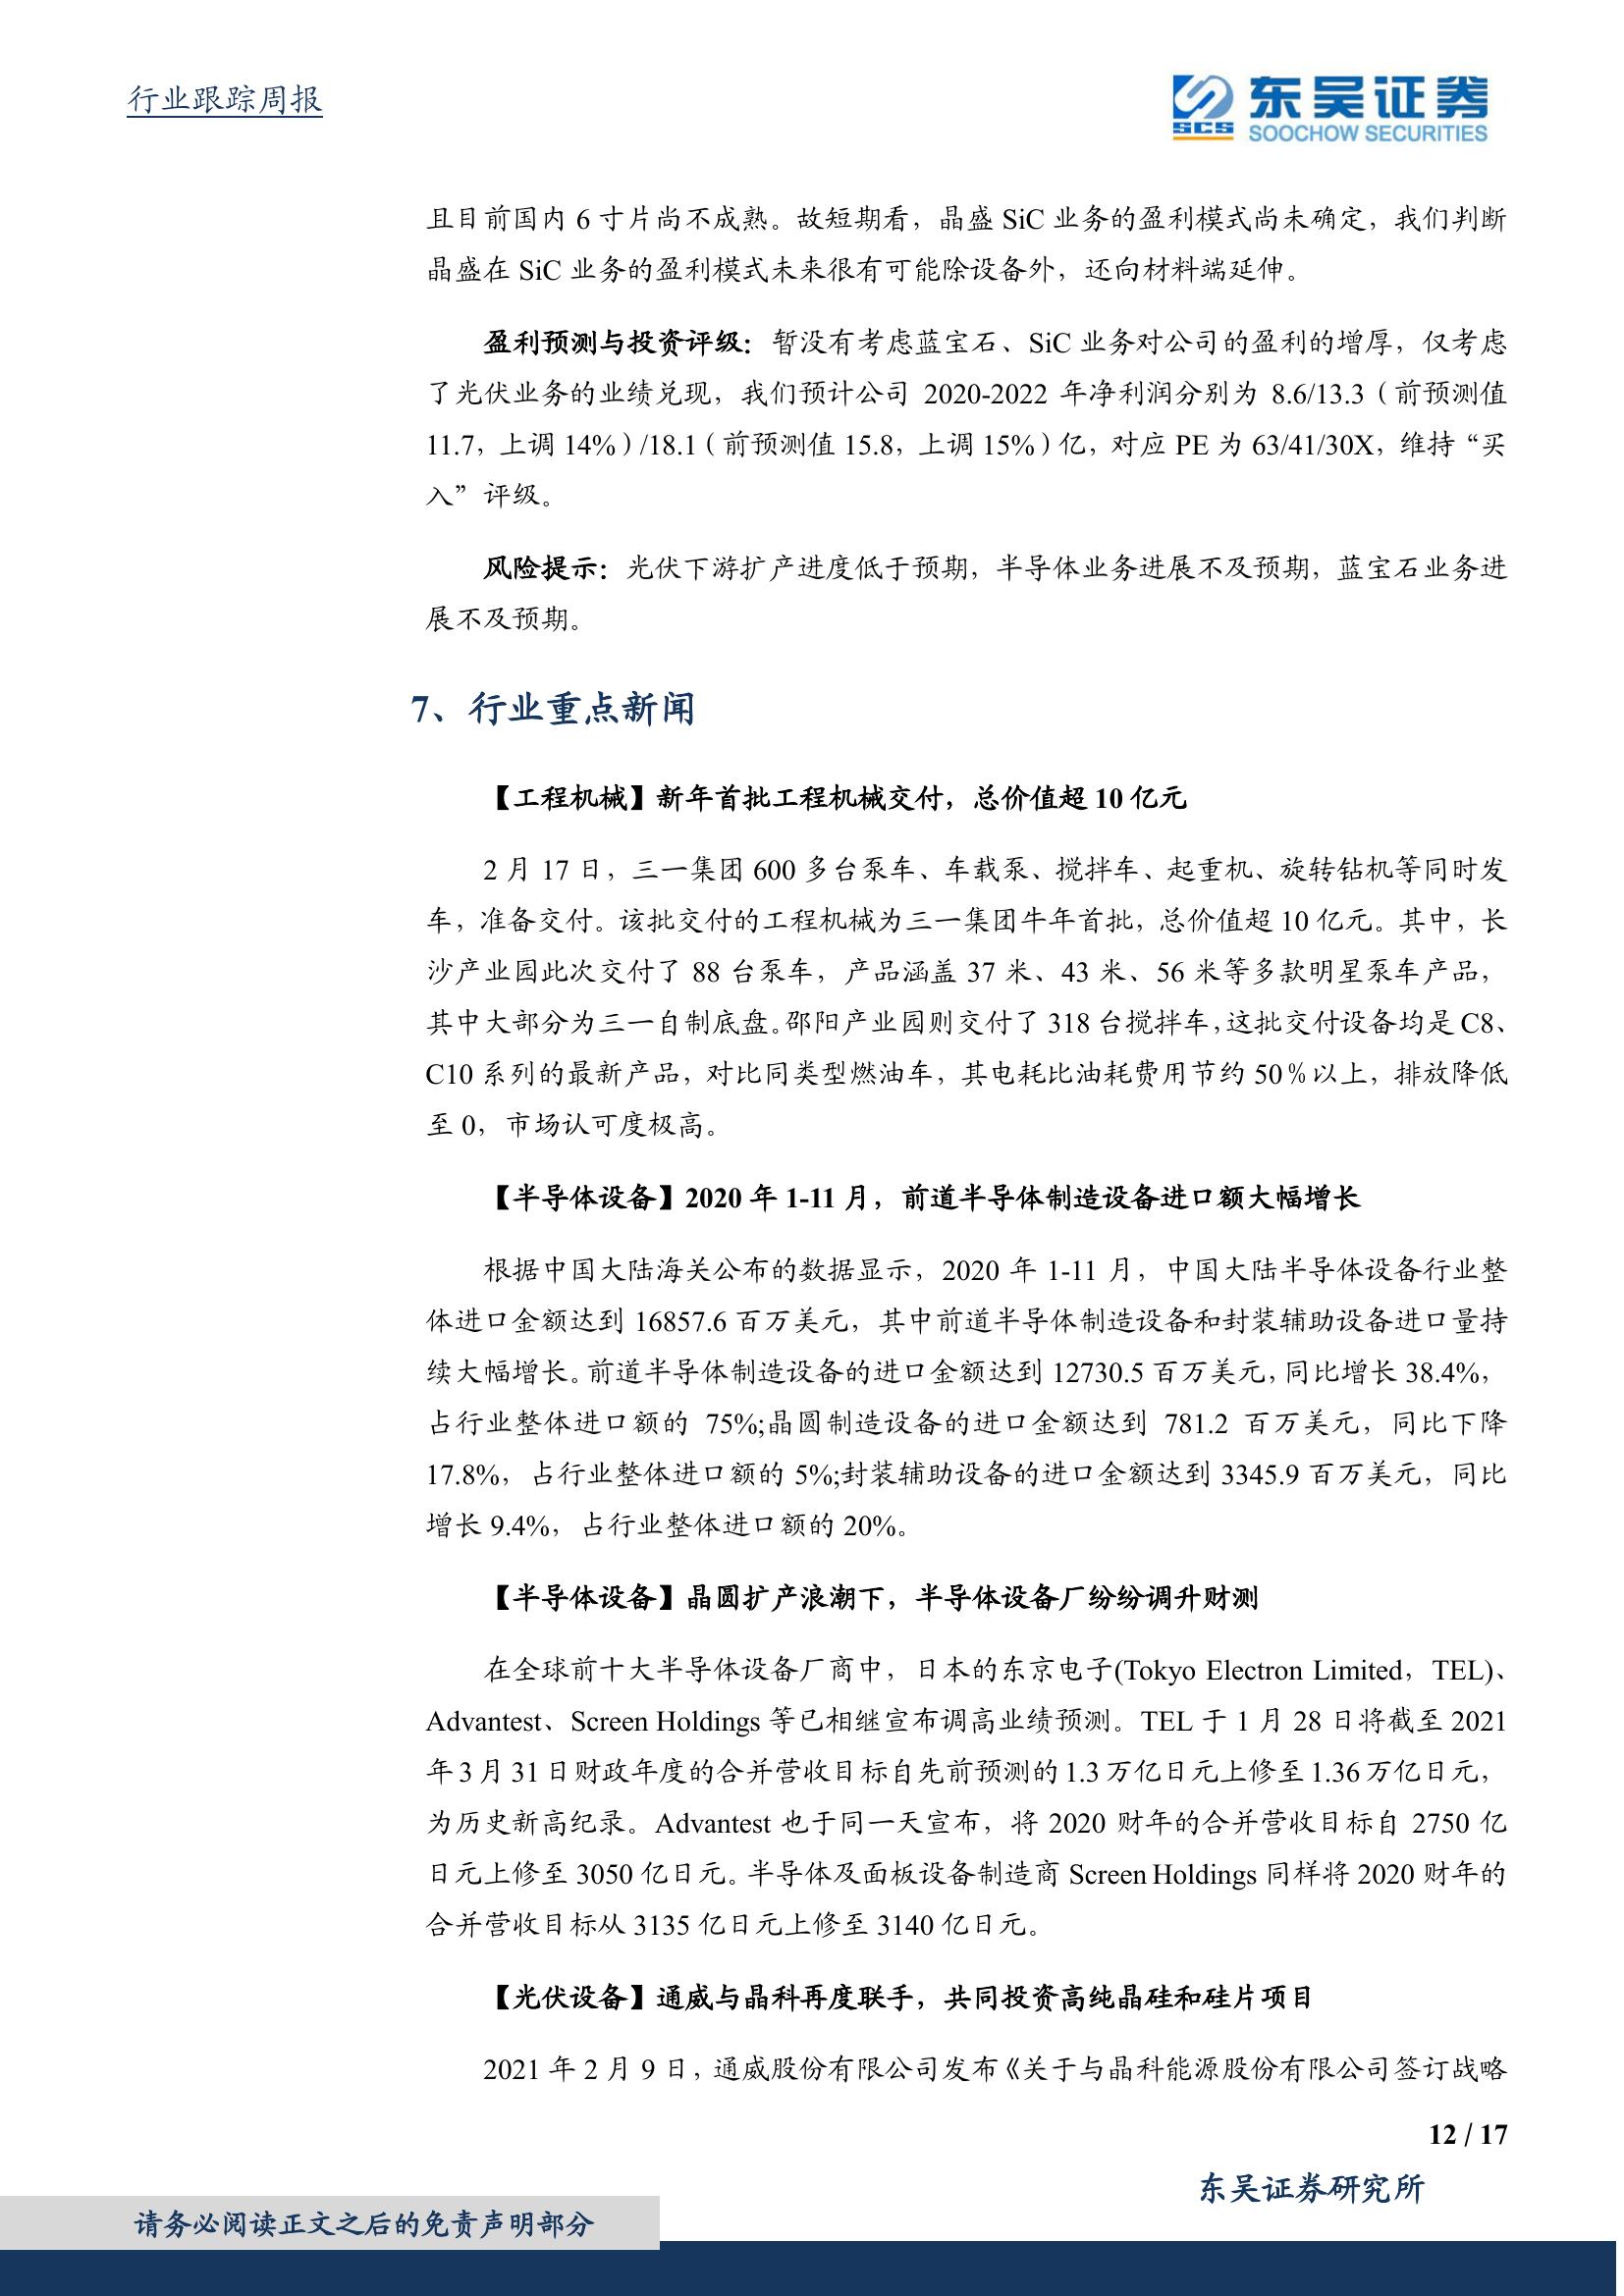 行业跟踪周报
SCS
东吴证券
SOOCHOW SECURITIES
且目前国内 6 寸片尚不成熟。故短期看，晶盛 SiC 业务的盈利模式尚未确定，我们判断
晶盛在 SiC 业务的盈利模式未来很有可能除设备外，还向材料端延伸。
盈利预测与投资评级：暂没有考虑蓝宝石、SiC 业务对公司的盈利的增厚，仅考虑
了光伏业务的业绩兑现，我们预计公司 2020-2022 年净利润分别为 8.6/13.3（前预测值
11.7，上调 14%）/18.1（前预测值 15.8，上调 15%）亿，对应 PE 为 63/41/30X，维持“买
入”评级。
风险提示：光伏下游扩产进度低于预期，半导体业务进展不及预期，蓝宝石业务进
展不及预期。
7、行业重点新闻
【工程机械】新年首批工程机械交付，总价值超 10 亿元
2 月 17 日，三一集团 600 多台泵车、车载泵、搅拌车、起重机、旋转钻机等同时发
车，准备交付。该批交付的工程机械为三一集团牛年首批，总价值超 10 亿元。其中，长
沙产业园此次交付了 88 台泵车，产品涵盖 37 米、43 米、56 米等多款明星泵车产品，
其中大部分为三一自制底盘。邵阳产业园则交付了 318 台搅拌车，这批交付设备均是 C8、
C10 系列的最新产品，对比同类型燃油车，其电耗比油耗费用节约 50％以上，排放降低
至 0，市场认可度极高。
【半导体设备】2020 年 1-11 月，前道半导体制造设备进口额大幅增长
根据中国大陆海关公布的数据显示，2020 年 1-11 月，中国大陆半导体设备行业整
体进口金额达到 16857.6 百万美元，其中前道半导体制造设备和封装辅助设备进口量持
续大幅增长。前道半导体制造设备的进口金额达到 12730.5 百万美元，同比增长 38.4%，
占行业整体进口额的 75%;晶圆制造设备的进口金额达到 781.2 百万美元，同比下降
17.8%，占行业整体进口额的 5%;封装辅助设备的进口金额达到 3345.9 百万美元，同比
增长 9.4%，占行业整体进口额的 20%。
【半导体设备】晶圆扩产浪潮下，半导体设备厂纷纷调升财测
在全球前十大半导体设备厂商中，日本的东京电子(Tokyo Electron Limited，TEL)、
Advantest、Screen Holdings 等已相继宣布调高业绩预测。TEL 于 1 月 28 日将截至 2021
年 3 月 31 日财政年度的合并营收目标自先前预测的 1.3 万亿日元上修至 1.36 万亿日元，
为历史新高纪录。Advantest 也于同一天宣布，将 2020 财年的合并营收目标自 2750 亿
日元上修至 3050 亿日元。半导体及面板设备制造商 Screen Holdings 同样将 2020 财年的
合并营收目标从 3135 亿日元上修至 3140 亿日元。
【光伏设备】通威与晶科再度联手，共同投资高纯晶硅和硅片项目
2021 年 2 月 9 日，通威股份有限公司发布《关于与晶科能源股份有限公司签订战略
12 / 17
东吴证券研究所
请务必阅读正文之后的免责声明部分